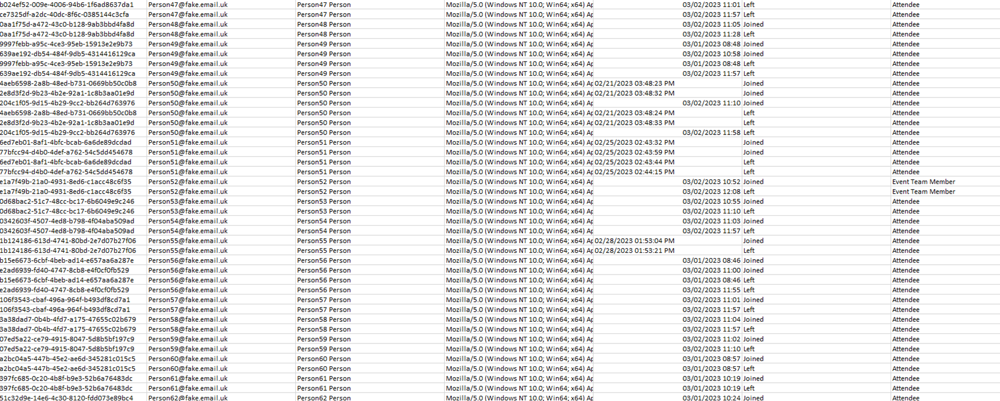 b024ef52-009e-4006-94b6-1f6ad8637da1 Person47@fake.email.uk Person47 Person Mozilla/5.0 (Windows NT 10.0; Win64; x64) Ap 03/02/2023 11:01 Left Attendee
ce7325df-a2dc-40dc-8f6c-0385144c3cfa Person47@fake.email.uk Person47 Person Mozilla/5.0 (Windows NT 10.0; Win64; x64) Ap 03/02/2023 11:57 Left Attendee
0aa1f75d-a472-43c0-b128-9ab3bbd4fa8d Person48@fake.email.uk Person48 Person Mozilla/5.0 (Windows NT 10.0; Win64; x64) Ap 03/02/2023 11:05 Joined Attendee
0aa1f75d-a472-43c0-b128-9ab3bbd4fa8d Person48@fake.email.uk Person48 Person Mozilla/5.0 (Windows NT 10.0; Win64; x64) Ap 03/02/2023 11:28 Left Attendee
9997febb-a95c-4ce3-95eb-15913e2e9b73 Person49@fake.email.uk Person49 Person Mozilla/5.0 (Windows NT 10.0; Win64; x64) Ap 03/01/2023 08:48 Joined Attendee
639ae192-db54-484f-9db5-4314416129ca Person49@fake.email.uk Person49 Person Mozilla/5.0 (Windows NT 10.0; Win64; x64) Ap 03/02/2023 10:58 Joined Attendee
9997febb-a95c-4ce3-95eb-15913e2e9b73 Person49@fake.email.uk Person49 Person Mozilla/5.0 (Windows NT 10.0; Win64; x64) Ap 03/01/2023 08:48 Left Attendee
639ae192-db54-484f-9db5-4314416129ca Person49@fake.email.uk Person49 Person Mozilla/5.0 (Windows NT 10.0; Win64; x64) Ap 03/02/2023 11:57 Left Attendee
4aeb6598-2a8b-48ed-b731-0669bb50c0b8 Person50@fake.email.uk Person50 Person Mozilla/5.0 (Windows NT 10.0; Win64; x64) Ap 02/21/2023 03:48:23 PM Joined Attendee
2e8d3f2d-9b23-4b2e-92a1-1c8b3aa01e9d Person50@fake.email.uk Person50 Person Mozilla/5.0 (Windows NT 10.0; Win64; x64) Ap 02/21/2023 03:48:32 PM Joined Attendee
204c1f05-9d15-4b29-9cc2-bb264d763976 Person50@fake.email.uk Person50 Person Mozilla/5.0 (Windows NT 10.0; Win64; x64) Ap 03/02/2023 11:10 Joined Attendee
4aeb6598-2a8b-48ed-b731-0669bb50c0b8 Person50@fake.email.uk Person50 Person Mozilla/5.0 (Windows NT 10.0; Win64; x64) Ap 02/21/2023 03:48:24 PM Left Attendee
2e8d3f2d-9b23-4b2e-92a1-1c8b3aa01e9d Person50@fake.email.uk Person50 Person Mozilla/5.0 (Windows NT 10.0; Win64; x64) Ap 02/21/2023 03:48:33 PM Left Attendee
204c1f05-9d15-4b29-9cc2-bb264d763976 Person50@fake.email.uk Person50 Person Mozilla/5.0 (Windows NT 10.0; Win64; x64) Ap 03/02/2023 11:58 Left Attendee
6ed7eb01-8af1-4bfc-bcab-6a6de89dcdad Person51@fake.email.uk Person51 Person Mozilla/5.0 (Windows NT 10.0; Win64; x64) Ap 02/25/2023 02:43:32 PM Joined Attendee
77bfcc94-d4b0-4def-a762-54c5dd454678 Person51@fake.email.uk Person51 Person Mozilla/5.0 (Windows NT 10.0; Win64; x64) Ap 02/25/2023 02:43:59 PM Joined Attendee
6ed7eb01-8af1-4bfc-bcab-6a6de89dcdad Person51@fake.email.uk Person51 Person Mozilla/5.0 (Windows NT 10.0; Win64; x64) Ap 02/25/2023 02:43:44 PM Left Attendee
77bfcc94-d4b0-4def-a762-54c5dd454678 Person51@fake.email.uk Person51 Person Mozilla/5.0 (Windows NT 10.0; Win64; x64) Ap 02/25/2023 02:44:15 PM Left Attendee
e1a7f49b-21a0-4931-8ed6-c1acc48c6f35 Person52@fake.email.uk Person52 Person Mozilla/5.0 (Windows NT 10.0; Win64; x64) Ap 03/02/2023 10:52 Joined Event Team Member
e1a7f49b-21a0-4931-8ed6-c1acc48c6f35 Person52@fake.email.uk Person52 Person Mozilla/5.0 (Windows NT 10.0; Win64; x64) Ap 03/02/2023 12:08 Left Event Team Member
0d68bac2-51c7-48cc-bc17-6b6049e9c246 Person53@fake.email.uk Person53 Person Mozilla/5.0 (Windows NT 10.0; Win64; x64) Ap 03/02/2023 10:55 Joined Attendee
0d68bac2-51c7-48cc-bc17-6b6049e9c246 Person53@fake.email.uk Person53 Person Mozilla/5.0 (Windows NT 10.0; Win64; x64) Ap 03/02/2023 11:10 Left Attendee
0342603f-4507-4ed8-b798-4f04aba509ad Person54@fake.email.uk Person54 Person Mozilla/5.0 (Windows NT 10.0; Win64; x64) Ap 03/02/2023 11:03 Joined Attendee
0342603f-4507-4ed8-b798-4f04aba509ad Person54@fake.email.uk Person54 Person Mozilla/5.0 (Windows NT 10.0; Win64; x64) Ap 03/02/2023 11:57 Left Attendee
1b124186-613d-4741-80bd-2e7d07b27f06 Person55@fake.email.uk Person55 Person Mozilla/5.0 (Windows NT 10.0; Win64; x64) Ap 02/28/2023 01:53:04 PM Joined Attendee
1b124186-613d-4741-80bd-2e7d07b27f06 Person55@fake.email.uk Person55 Person Mozilla/5.0 (Windows NT 10.0; Win64; x64) Ap 02/28/2023 01:53:21 PM Left Attendee
b15e6673-6cbf-4beb-ad14-e657aa6a287e Person56@fake.email.uk Person56 Person Mozilla/5.0 (Windows NT 10.0; Win64; x64) Ap 03/01/2023 08:46 Joined Attendee
e2ad6939-fd40-4747-8cb8-e4f0cf0fb529 Person56@fake.email.uk Person56 Person Mozilla/5.0 (Windows NT 10.0; Win64; x64) Ap 03/02/2023 11:00 Joined Attendee
b15e6673-6cbf-4beb-ad14-e657aa6a287e Person56@fake.email.uk Person56 Person Mozilla/5.0 (Windows NT 10.0; Win64; x64) Ap 03/01/2023 08:46 Left Attendee
e2ad6939-fd40-4747-8cb8-e4f0cf0fb529 Person56@fake.email.uk Person56 Person Mozilla/5.0 (Windows NT 10.0; Win64; x64) Ap 03/02/2023 11:55 Left Attendee
106f3543-cbaf-496a-964f-b493df8cd7a1 Person57@fake.email.uk Person57 Person Mozilla/5.0 (Windows NT 10.0; Win64; x64) Ap 03/02/2023 11:01 Joined Attendee
106f3543-cbaf-496a-964f-b493df8cd7a1 Person57@fake.email.uk Person57 Person Mozilla/5.0 (Windows NT 10.0; Win64; x64) Ap 03/02/2023 11:57 Left Attendee
3a38dad7-0b4b-4fd7-a175-47655c02b679 Person58@fake.email.uk Person58 Person Mozilla/5.0 (Windows NT 10.0; Win64; x64) Ap 03/02/2023 11:04 Joined Attendee
3a38dad7-0b4b-4fd7-a175-47655c02b679 Person58@fake.email.uk Person58 Person Mozilla/5.0 (Windows NT 10.0; Win64; x64) Ap 03/02/2023 11:57 Left Attendee
07ed5a22-ce79-4915-8047-5d8b5bf197c9 Person59@fake.email.uk Person59 Person Mozilla/5.0 (Windows NT 10.0; Win64; x64) Ap 03/02/2023 11:02 Joined Attendee
07ed5a22-ce79-4915-8047-5d8b5bf197c9 Person59@fake.email.uk Person59 Person Mozilla/5.0 (Windows NT 10.0; Win64; x64) Ap 03/02/2023 11:10 Left Attendee
a2bc04a5-447b-45e2-ae6d-345281c015c5 Person60@fake.email.uk Person60 Person Mozilla/5.0 (Windows NT 10.0; Win64; x64) Ap 03/01/2023 08:57 Joined Attendee
a2bc04a5-447b-45e2-ae6d-345281c015c5 Person60@fake.email.uk Person60 Person Mozilla/5.0 (Windows NT 10.0; Win64; x64) Ap 03/01/2023 08:57 Left Attendee
397fc685-0c20-4b8f-b9e3-52b6a76483dc Person61@fake.email.uk Person61 Person Mozilla/5.0 (Windows NT 10.0; Win64; x64) Ap 03/01/2023 10:19 Joined Attendee
397fc685-0c20-4b8f-b9e3-52b6a76483dc Person61@fake.email.uk Person61 Person Mozilla/5.0 (Windows NT 10.0; Win64; x64) Ap 03/01/2023 10:19 Left Attendee
51c32d9e-14e6-4c30-8120-fdd073e89bc4 Person62@fake.email.uk Person62 Person Mozilla/5.0 (Windows NT 10.0; Win64; x64) Ap 03/01/2023 10:24 Joined Attendee